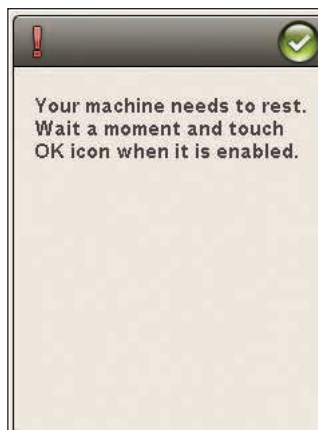 Your machine needs to rest.
Wait a moment and touch
OK icon when it is enabled.